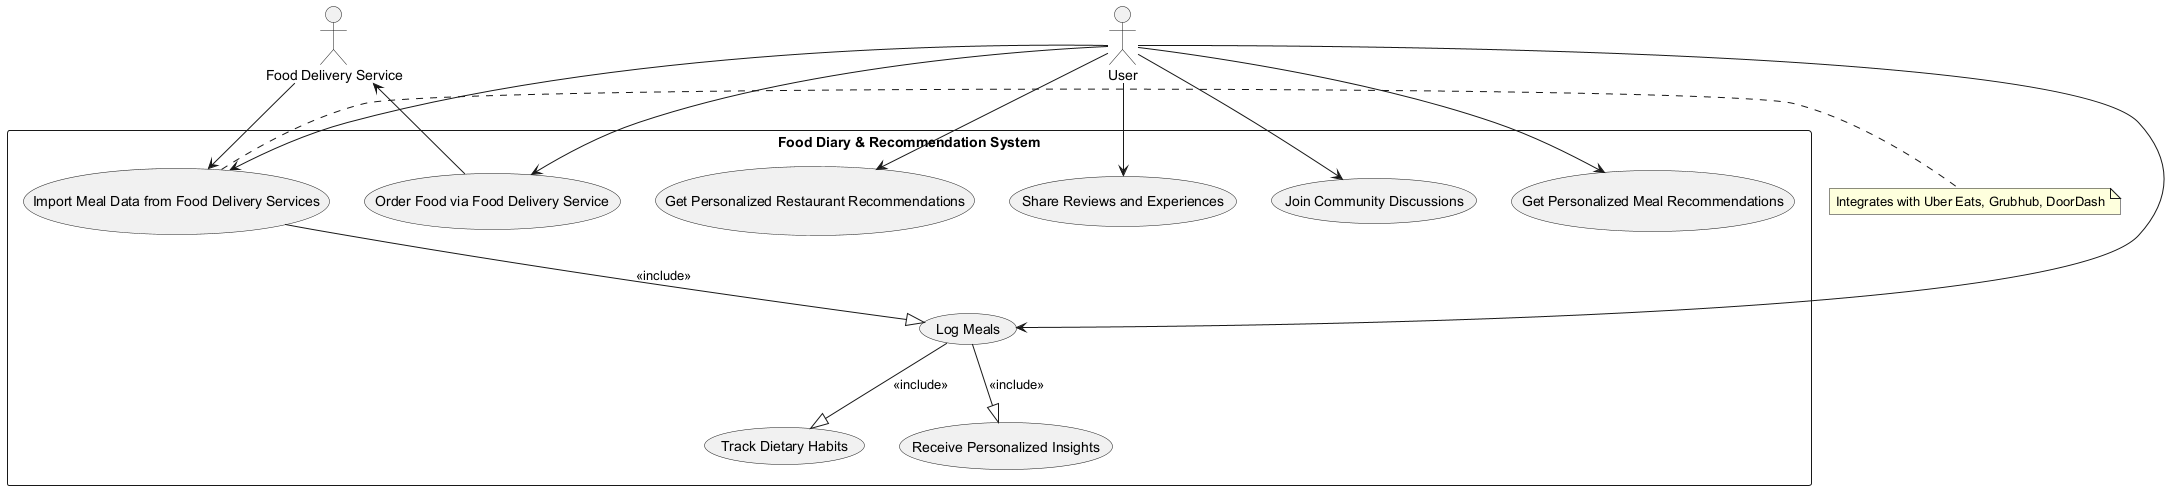 Food Delivery Service
User
Food Diary & Recommendation System
Import Meal Data from Food Delivery Services
Order Food via Food Delivery Service
Get Personalized Restaurant Recommendations
Share Reviews and Experiences
Join Community Discussions
Get Personalized Meal Recommendations
Integrates with Uber Eats, Grubhub, DoorDash
«include»
Log Meals
«include»
«include»
Track Dietary Habits
Receive Personalized Insights